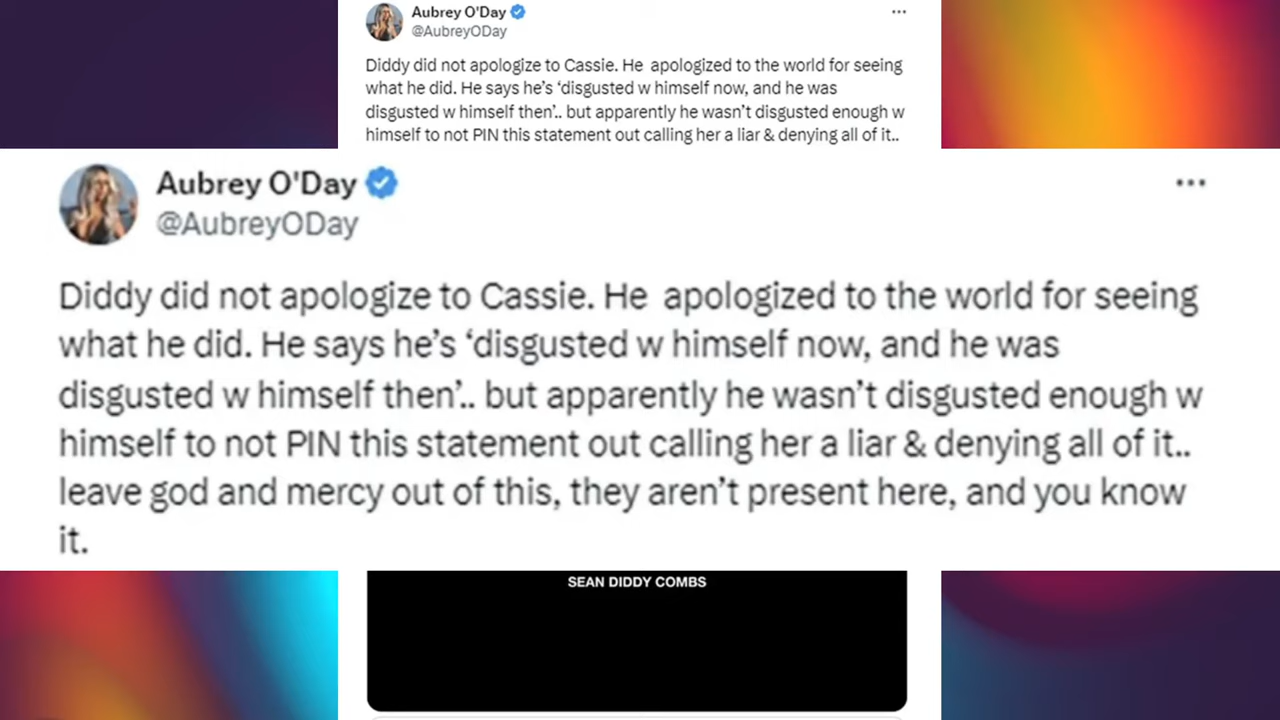 Aubrey O'Day
@AubreyODay
Diddy did not apologize to Cassie. He  apologized to the world for seeing
what he did. He says he’s ‘disgusted w himself now, and he was
disgusted w himself then’.. but apparently he wasn’t disgusted enough w
himself to not PIN this statement out calling her a liar & denying all of it..
Aubrey O'Day
@AubreyODay
Diddy did not apologize to Cassie. He  apologized to the world for seeing
what he did. He says he’s ‘disgusted w himself now, and he was
disgusted w himself then’.. but apparently he wasn’t disgusted enough w
himself to not PIN this statement out calling her a liar & denying all of it..
leave god and mercy out of this, they aren’t present here, and you know
it.
SEAN DIDDY COMBS